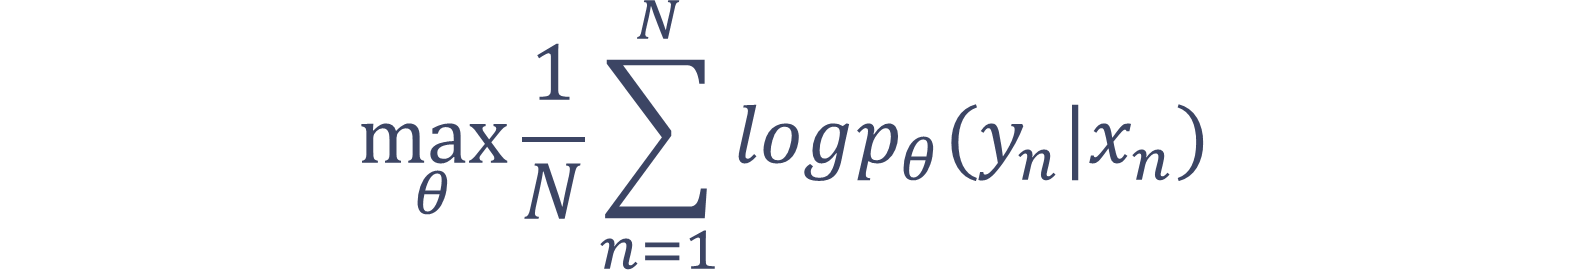 max_θ 1/N ∑_{n=1}^{N} logp_θ(y_n|x_n)